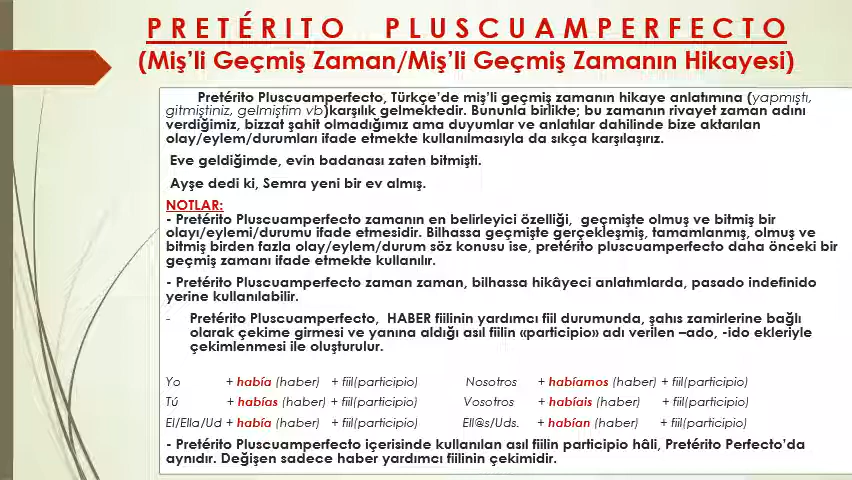 PRETÉRITO PLUSCUAMPERFECTO
(Miş’li Geçmiş Zaman/Miş’li Geçmiş Zamanın Hikayesi)
Pretérito Pluscuamperfecto, Türkçe’de miş’li geçmiş zamanın hikaye anlatımına (yapmıştı,
gitmiştiniz, gelmiştim vb)karşılık gelmektedir. Bununla birlikte; bu zamanın rivayet zaman adını
verdiğimiz, bizzat şahit olmadığımız ama duyumlar ve anlatılar dahilinde bize aktarılan
olay/eylem/durumları ifade etmekte kullanılmasıyla da sıkça karşılaşırız.
Eve geldiğimde, evin badanası zaten bitmişti.
Ayşe dedi ki, Semra yeni bir ev almış.
NOTLAR:
- Pretérito Pluscuamperfecto zamanın en belirleyici özelliği, geçmişte olmuş ve bitmiş bir
olayı/eylemi/durumu ifade etmesidir. Bilhassa geçmişte gerçekleşmiş, tamamlanmış, olmuş ve
bitmiş birden fazla olay/eylem/durum söz konusu ise, pretérito pluscuamperfecto daha önceki bir
geçmiş zamanı ifade etmekte kullanılır.
- Pretérito Pluscuamperfecto zaman zaman, bilhassa hikâyeci anlatımlarda, pasado indefinido
yerine kullanılabilir.
- Pretérito Pluscuamperfecto, HABER fiilinin yardımcı fiil durumunda, şahıs zamirlerine bağlı
olarak çekime girmesi ve yanına aldığı asıl fiilin «participio» adı verilen –ado, -ido ekleriyle
çekimlenmesi ile oluşturulur.
Yo + había (haber) + fiil(participio) Nosotros + habíamos (haber) + fiil(participio)
Tú + habías (haber) + fiil(participio) Vosotros + habíais (haber) + fiil(participio)
El/Ella/Ud + había (haber) + fiil(participio) Ell@s/Uds. + habían (haber) + fiil(participio)
- Pretérito Pluscuamperfecto içerisinde kullanılan asıl fiilin participio hâli, Pretérito Perfecto’da
aynıdır. Değişen sadece haber yardımcı fiilinin çekimidir.